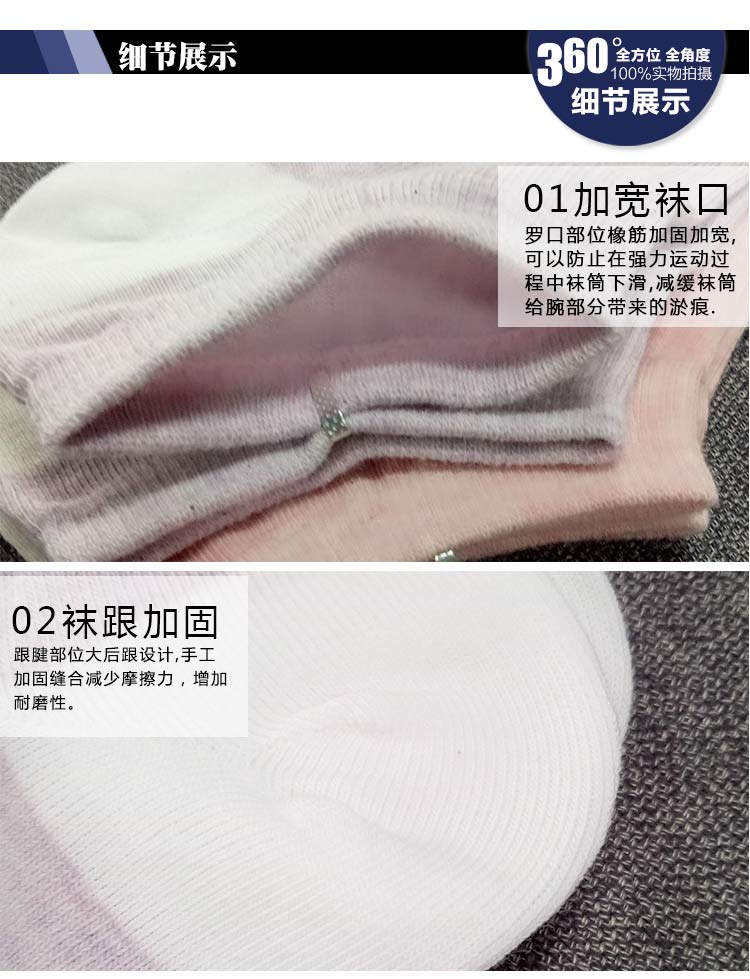 细节展示
360°全方位 全角度
100%实物拍摄
细节展示
01加宽袜口
罗口部位橡筋加固加宽,
可以防止在强力运动过
程中袜筒下滑,减缓袜筒
给腕部分带来的淤痕.
02袜跟加固
跟腱部位大后跟设计,手工
加固缝合减少摩擦力，增加
耐磨性。